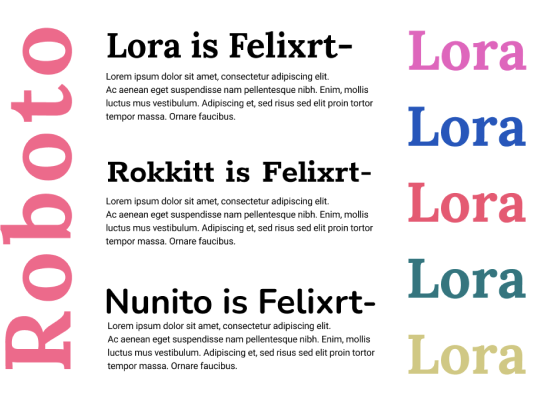 Roboto
Lora is Felixrt-
Lorem ipsum dolor sit amet, consectetur adipiscing elit.
Ac aenean eget suspendisse nam pellentesque nibh. Enim, mollis
luctus mus vestibulum. Adipiscing et, sed risus sed elit proin tortor
tempor massa. Ornare faucibus.
Rokkitt is Felixrt-
Lorem ipsum dolor sit amet, consectetur adipiscing elit.
Ac aenean eget suspendisse nam pellentesque nibh. Enim, mollis
luctus mus vestibulum. Adipiscing et, sed risus sed elit proin tortor
tempor massa. Ornare faucibus.
Nunito is Felixrt-
Lorem ipsum dolor sit amet, consectetur adipiscing elit.
Ac aenean eget suspendisse nam pellentesque nibh. Enim, mollis
luctus mus vestibulum. Adipiscing et, sed risus sed elit proin tortor
tempor massa. Ornare faucibus.
Lora
Lora
Lora
Lora
Lora